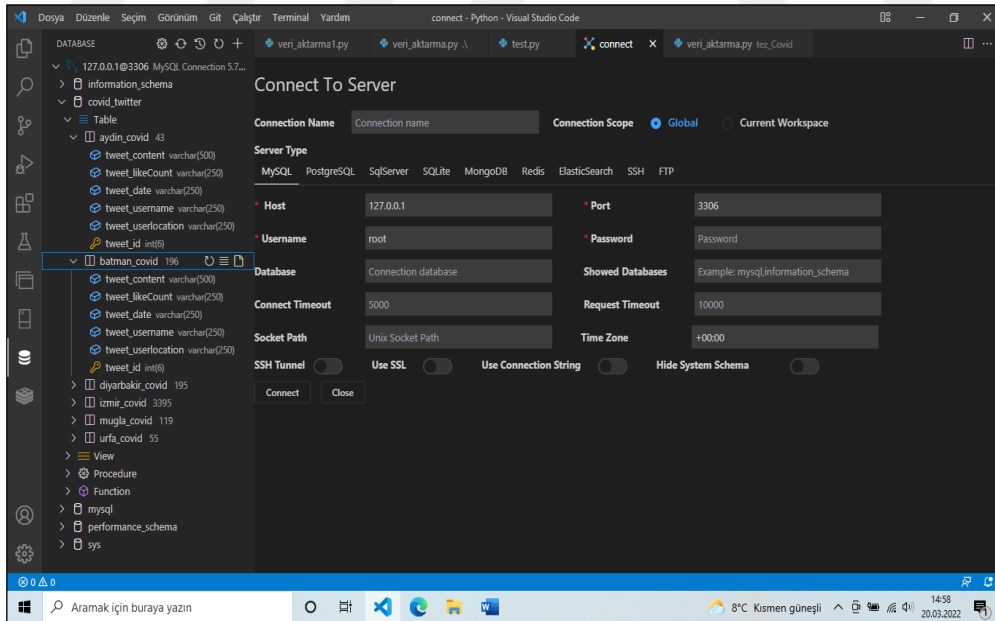 Dosya Düzenle Seçim Görünüm Git Çalıştır Terminal Yardım
connect - Python - Visual Studio Code
DATABASE
veri_aktarma1.py
veri_aktarma.py .\
test.py
connect
veri_aktarma.py tez_Covid
127.0.0.1@3306 MySQL Connection 5.7...
information_schema
covid_twitter
Table
aydin_covid 43
tweet_content varchar(500)
tweet_likeCount varchar(250)
tweet_date varchar(250)
tweet_username varchar(250)
tweet_userlocation varchar(250)
tweet_id int(6)
batman_covid 196
tweet_content varchar(500)
tweet_likeCount varchar(250)
tweet_date varchar(250)
tweet_username varchar(250)
tweet_userlocation varchar(250)
tweet_id int(6)
diyarbakir_covid 195
izmir_covid 3395
mugla_covid 119
urfa_covid 55
View
Procedure
Function
mysql
performance_schema
sys
Connect To Server
Connection Name Connection name Connection Scope Global Current Workspace
Server Type
MySQL PostgreSQL SqlServer SQLite MongoDB Redis ElasticSearch SSH FTP
* Host 127.0.0.1 * Port 3306
* Username root * Password Password
Database Connection database Showed Databases Example: mysql,information_schema
Connect Timeout 5000 Request Timeout 10000
Socket Path Unix Socket Path Time Zone +00:00
SSH Tunnel Use SSL Use Connection String Hide System Schema
Connect Close
0 0
Aramak için buraya yazın
8°C Kısmen güneşli
14:58
20.03.2022
1